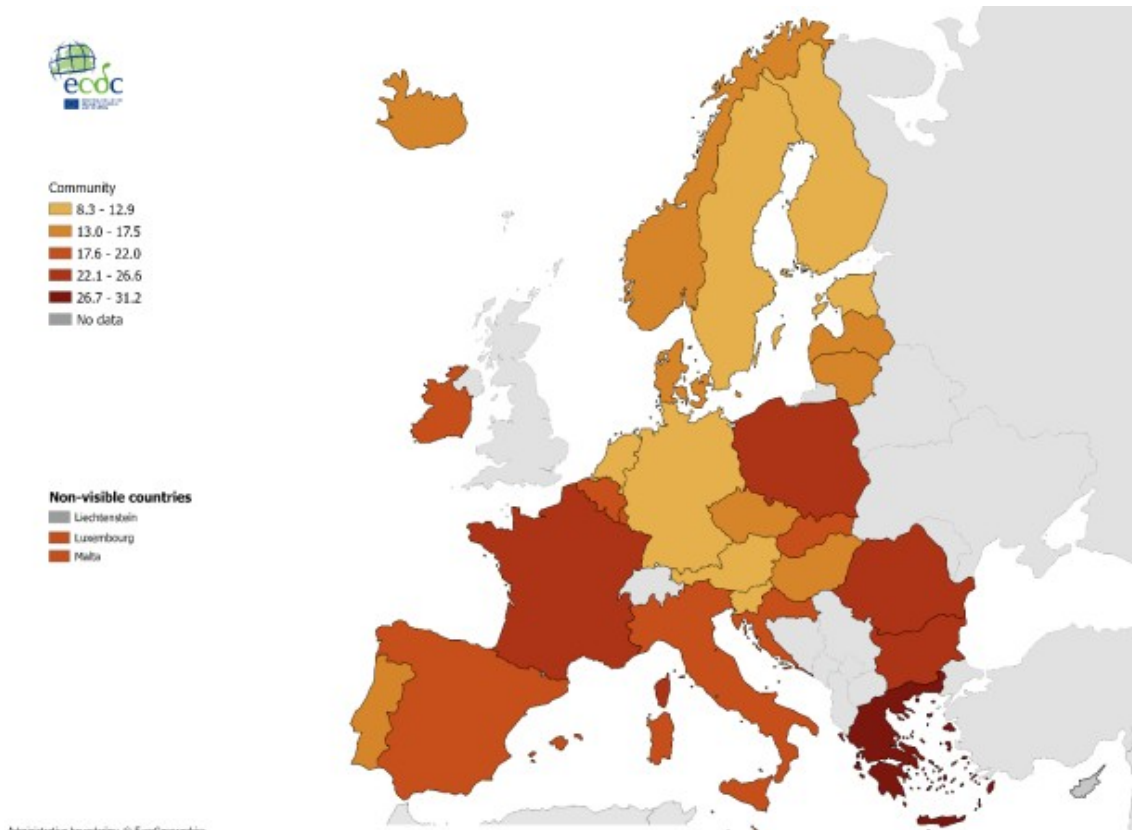 ecdc
Community
8.3 - 12.9
13.0 - 17.5
17.6 - 22.0
22.1 - 26.6
26.7 - 31.2
No data
Non-visible countries
Liechtenstein
Luxembourg
Malta